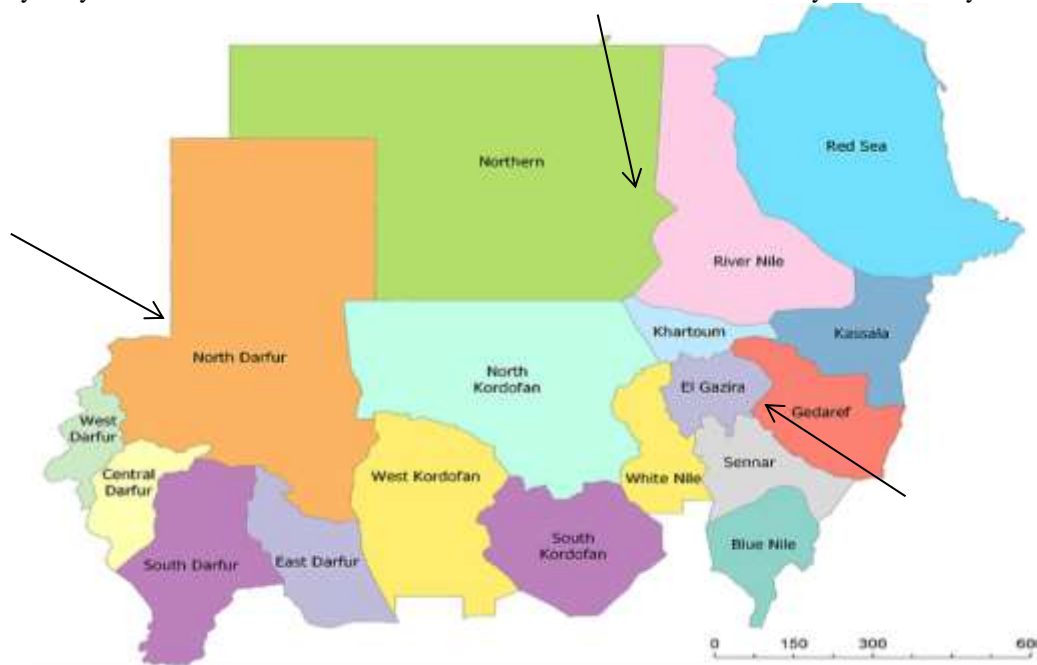 Northern
Red Sea
River Nile
Khartoum
Kassala
North Darfur
North
Kordofan
El Gazira
Gedaref
West
Darfur
Central
Darfur
West Kordofan
White Nile
Sennar
South Darfur
East Darfur
South
Kordofan
Blue Nile
0 150 300